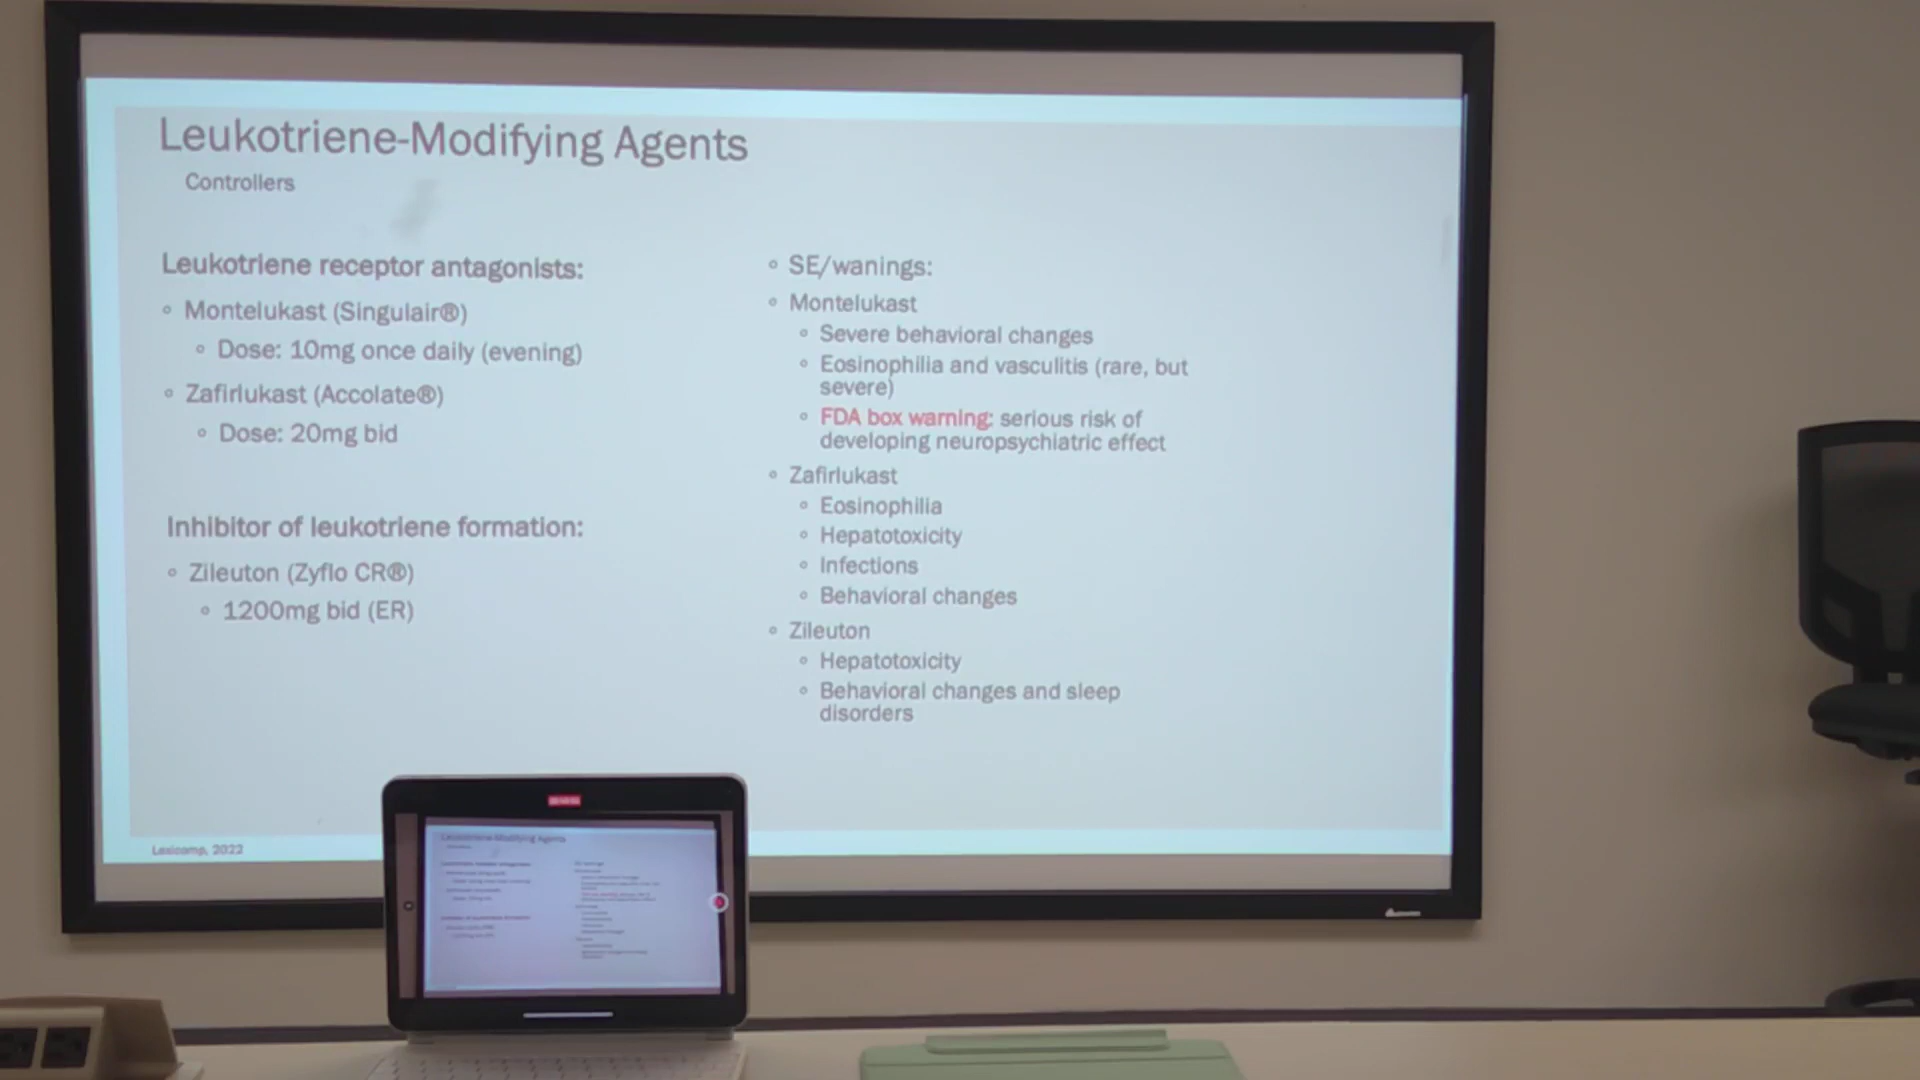 Leukotriene-Modifying Agents
Controllers
Leukotriene receptor antagonists:
Montelukast (Singulair®)
Dose: 10mg once daily (evening)
Zafirlukast (Accolate®)
Dose: 20mg bid
Inhibitor of leukotriene formation:
Zileuton (Zyflo CR®)
1200mg bid (ER)
SE/wanings:
Montelukast
Severe behavioral changes
Eosinophilia and vasculitis (rare, but
severe)
FDA box warning: serious risk of
developing neuropsychiatric effect
Zafirlukast
Eosinophilia
Hepatotoxicity
Infections
Behavioral changes
Zileuton
Hepatotoxicity
Behavioral changes and sleep
disorders
Lexicomp, 2022
Leukotriene-Modifying Agents